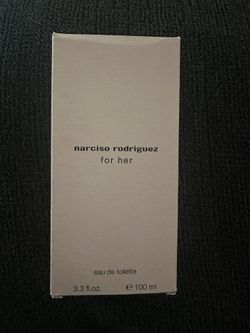 narciso rodriguez
for her
eau de toilette
3.3 fl.oz. ℮ 100 ml